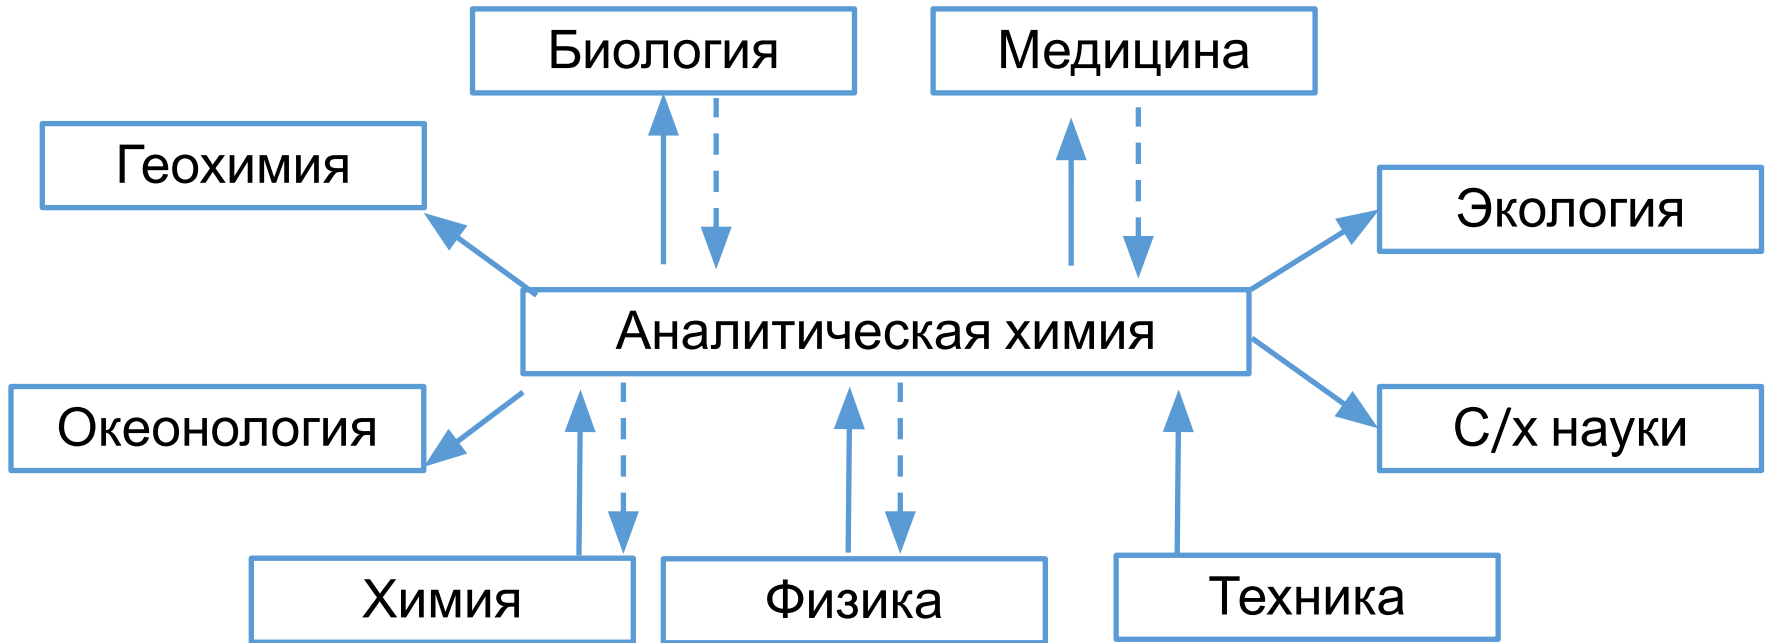 Биология
Медицина
Геохимия
Экология
Аналитическая химия
Океонология
С/х науки
Химия
Физика
Техника